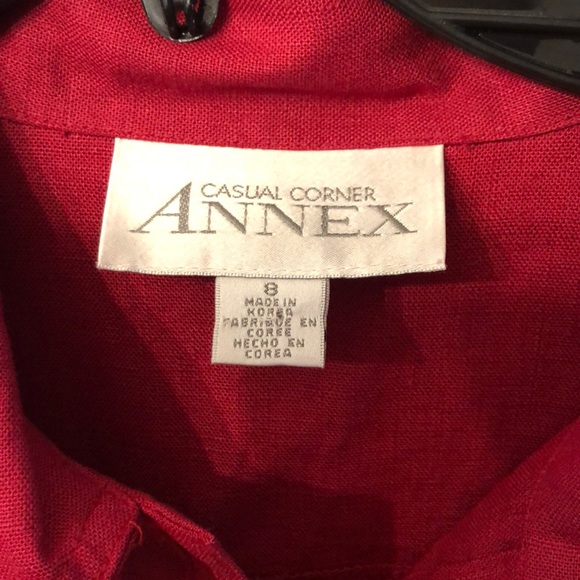 CASUAL CORNER
ANNEX
8
MADE IN
KOREA
FABRIQUE EN
COREE
HECHO EN
COREA